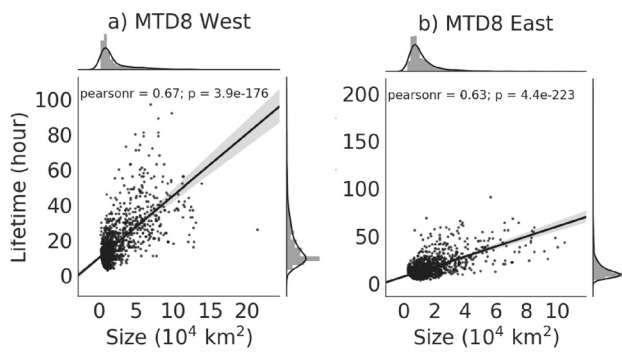 a) MTD8 West
b) MTD8 East
pearsonr = 0.67; p = 3.9e-176
pearsonr = 0.63; p = 4.4e-223
Lifetime (hour)
100
80
60
40
20
0
200
150
100
50
0
0 5 10 15 20
0 2 4 6 8 10
Size (10⁴ km²)
Size (10⁴ km²)